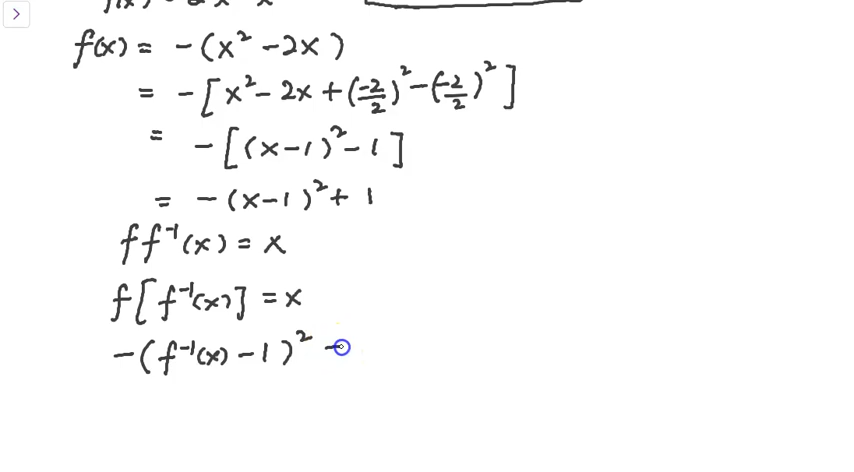 f(x) = -(x² - 2x)
= -[x² - 2x + (-2/2)² - (-2/2)²]
= -[(x-1)² - 1]
= -(x-1)² + 1
f f⁻¹(x) = x
f[f⁻¹(x)] = x
-(f⁻¹(x) - 1)²